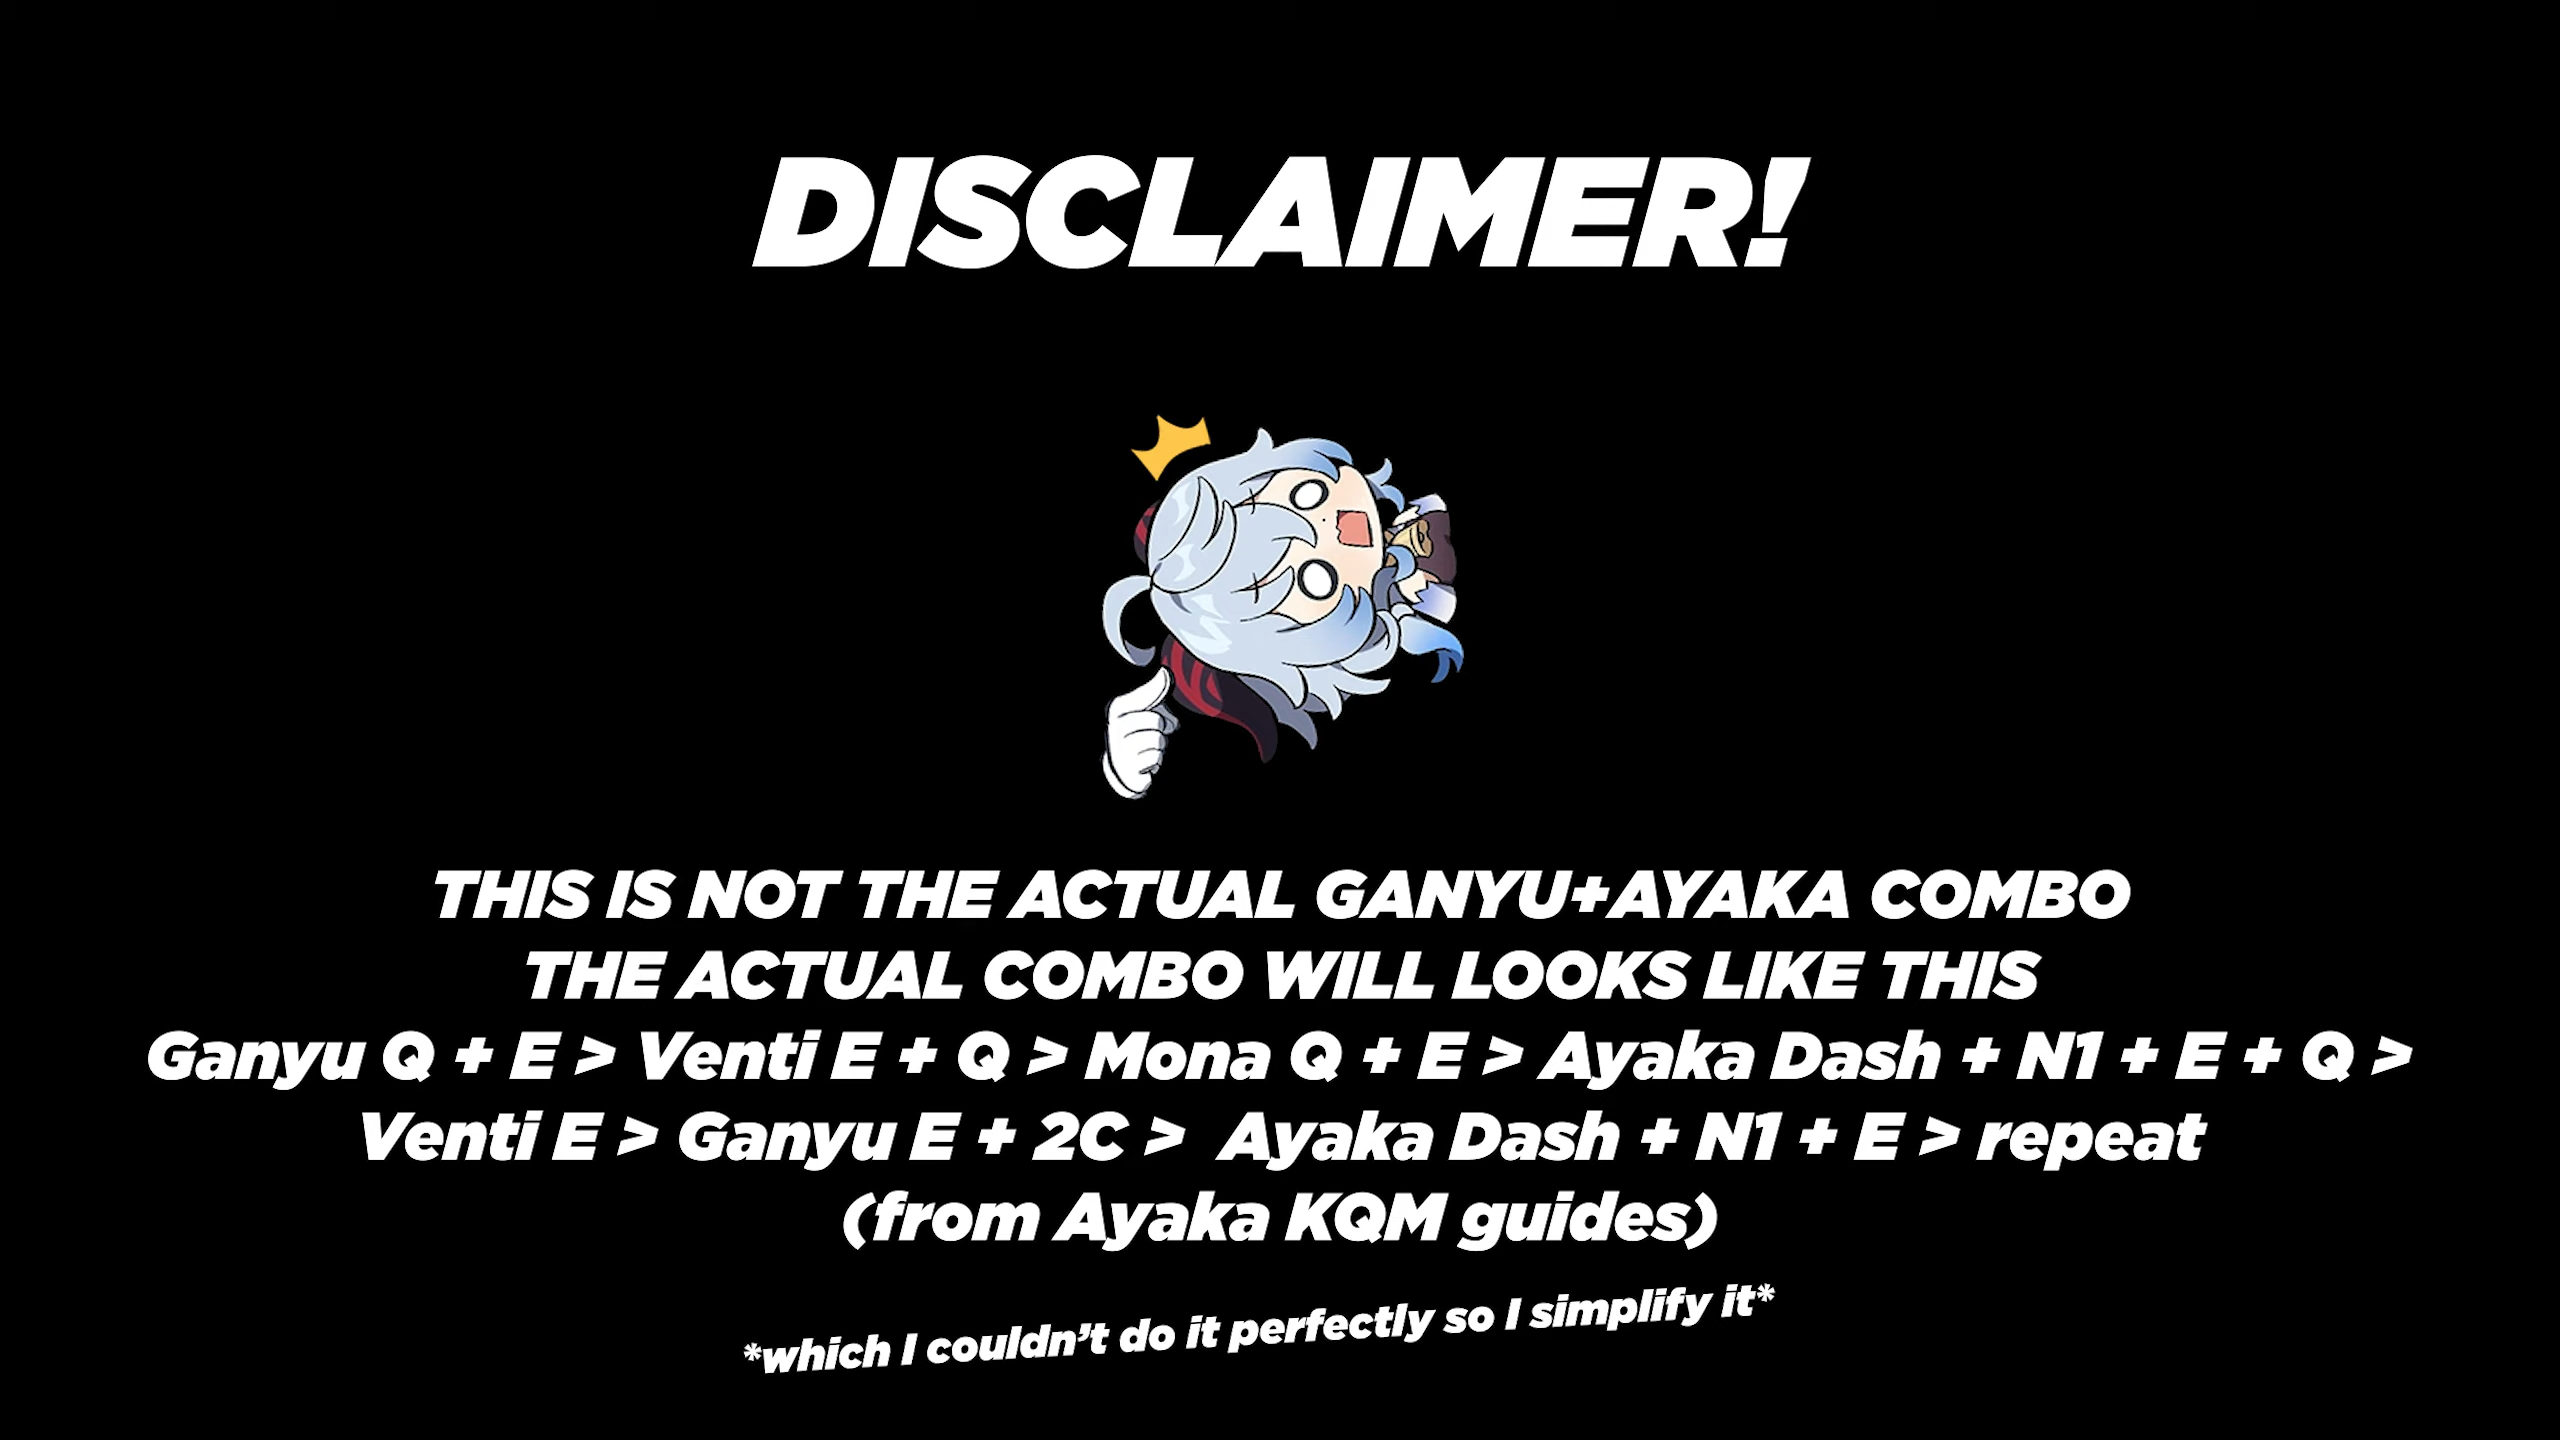 DISCLAIMER!
THIS IS NOT THE ACTUAL GANYU+AYAKA COMBO
THE ACTUAL COMBO WILL LOOKS LIKE THIS
Ganyu Q + E > Venti E + Q > Mona Q + E > Ayaka Dash + N1 + E + Q >
Venti E > Ganyu E + 2C > Ayaka Dash + N1 + E > repeat
(from Ayaka KQM guides)
*which I couldn't do it perfectly so I simplify it*